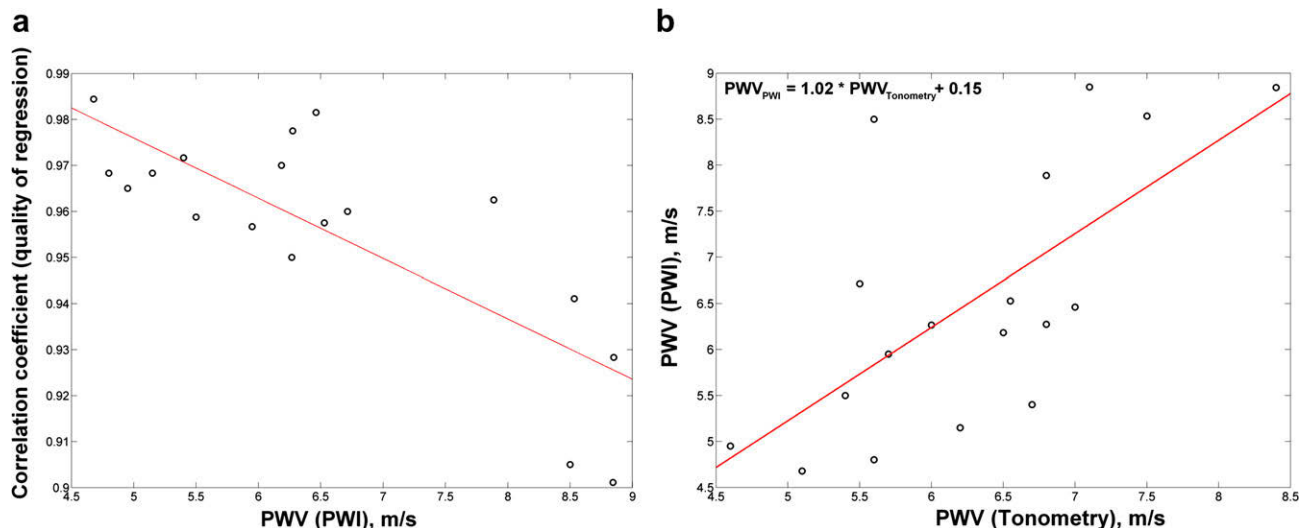 a
Correlation coefficient (quality of regression)
0.99
0.98
0.97
0.96
0.95
0.94
0.93
0.92
0.91
0.9
4.5 5 5.5 6 6.5 7 7.5 8 8.5 9
PWV (PWI), m/s
b
PWV (PWI), m/s
9
8.5
8
7.5
7
6.5
6
5.5
5
4.5
PWV_PWI = 1.02 * PWV_Tonometry + 0.15
4.5 5 5.5 6 6.5 7 7.5 8 8.5
PWV (Tonometry), m/s